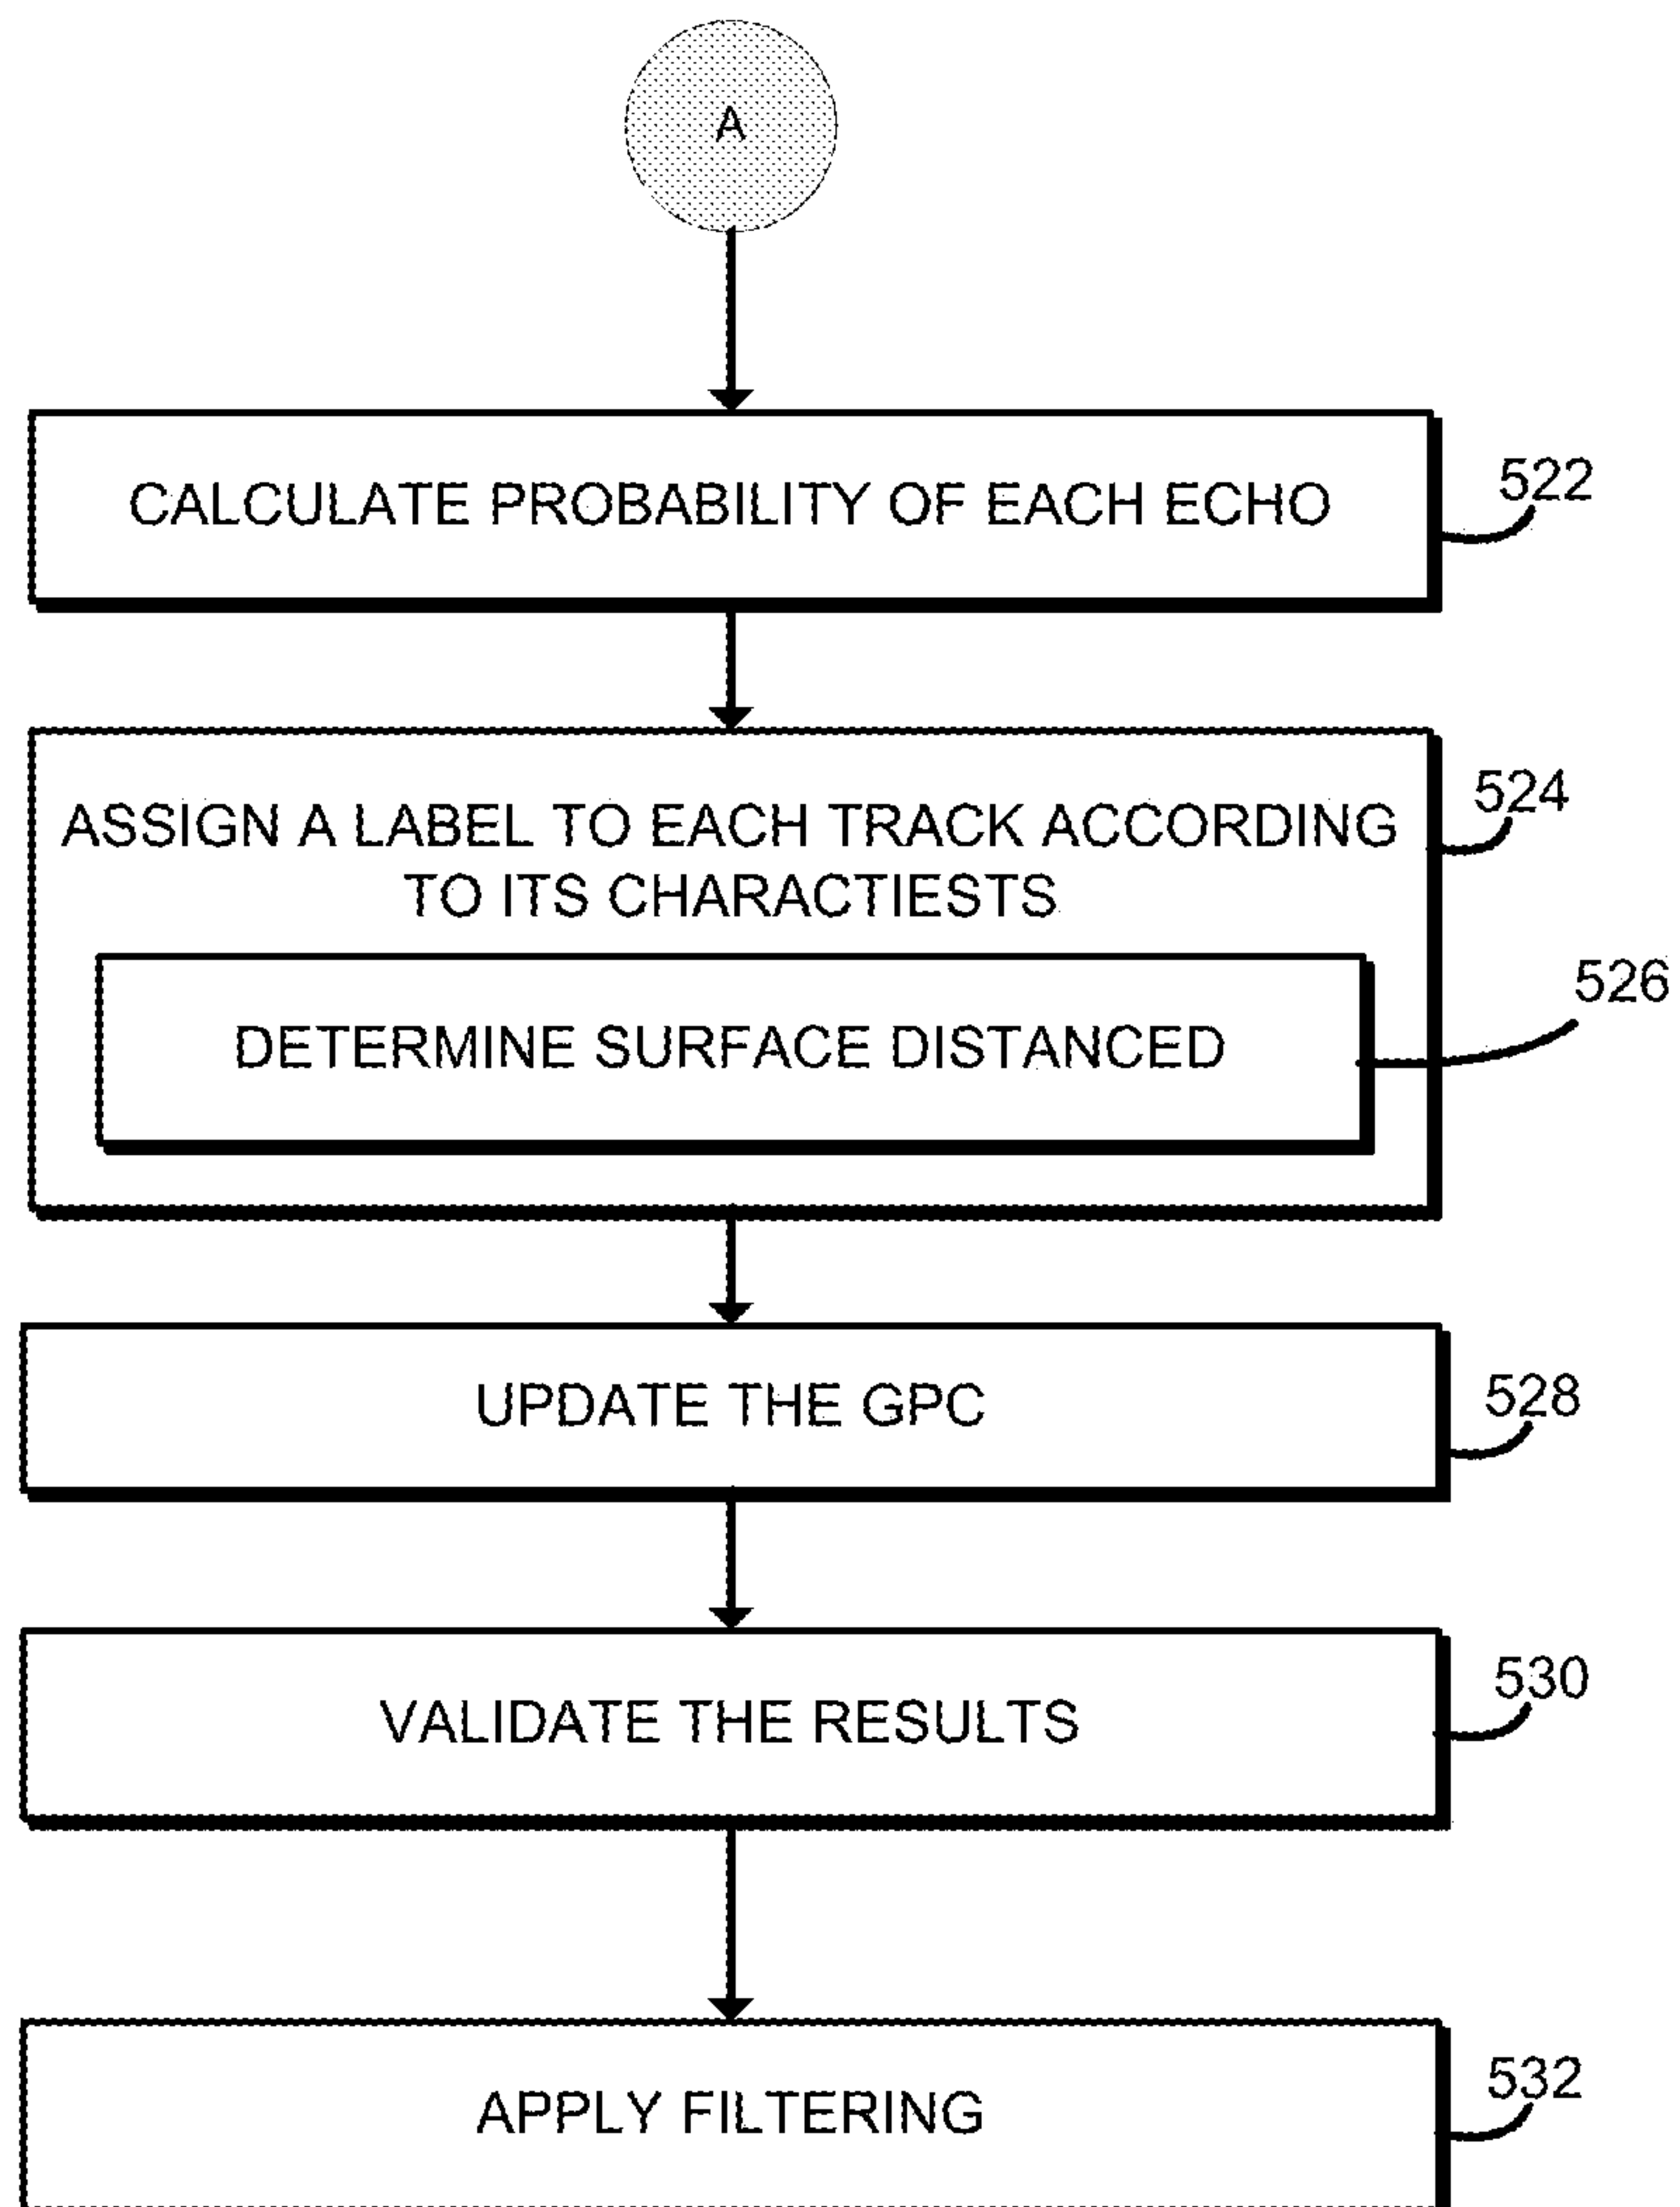 A
CALCULATE PROBABILITY OF EACH ECHO
522
ASSIGN A LABEL TO EACH TRACK ACCORDING
TO ITS CHARACTIESTS
524
DETERMINE SURFACE DISTANCED
526
UPDATE THE GPC
528
VALIDATE THE RESULTS
530
APPLY FILTERING
532